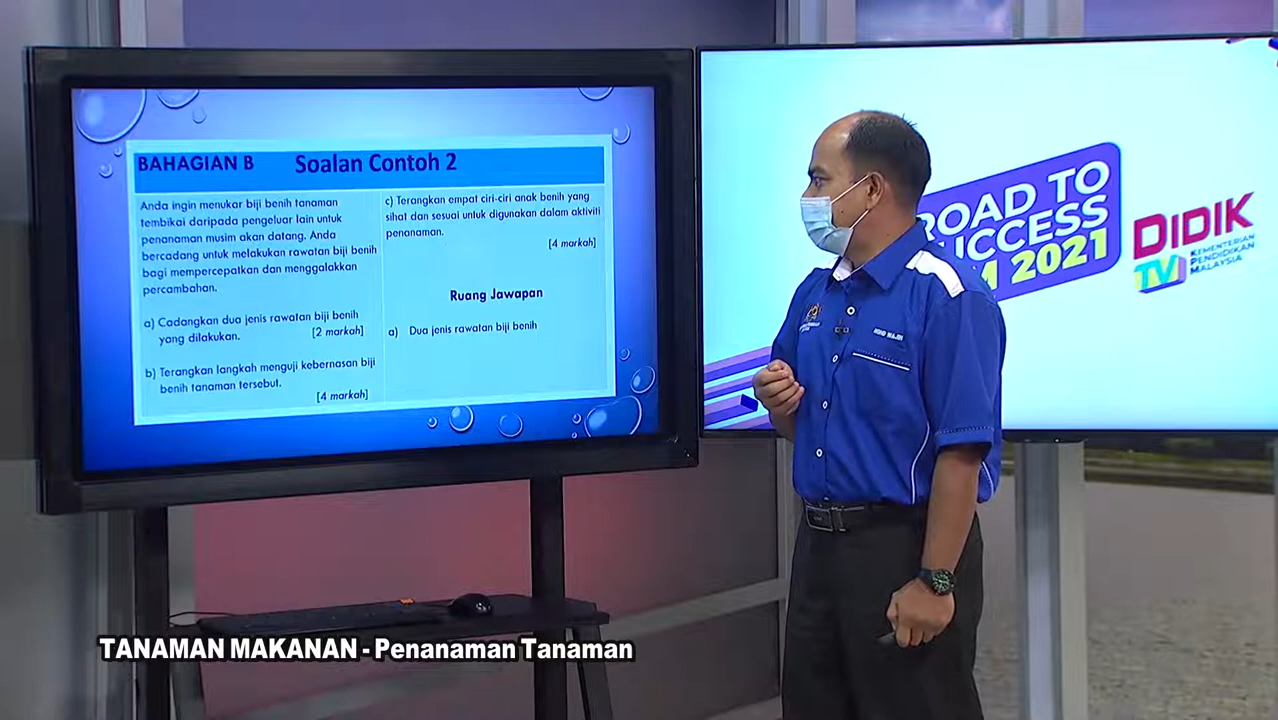 BAHAGIAN B Soalan Contoh 2
Anda ingin menukar biji benih tanaman
tembikai daripada pengeluar lain untuk
penanaman musim akan datang. Anda
bercadang untuk melakukan rawatan biji benih
bagi mempercepatkan dan menggalakkan
percambahan.
a) Cadangkan dua jenis rawatan biji benih
yang dilakukan. [2 markah]
b) Terangkan langkah menguji kebernasan biji
benih tanaman tersebut.
[4 markah]
c) Terangkan empat ciri-ciri anak benih yang
sihat dan sesuai untuk digunakan dalam aktiviti
penanaman.
[4 markah]
Ruang Jawapan
a) Dua jenis rawatan biji benih
ROAD TO
UCCESS
M 2021
DIDIK
TV
KEMENTERIAN
PENDIDIKAN
MALAYSIA
MOHD NAJIH
TANAMAN MAKANAN - Penanaman Tanaman